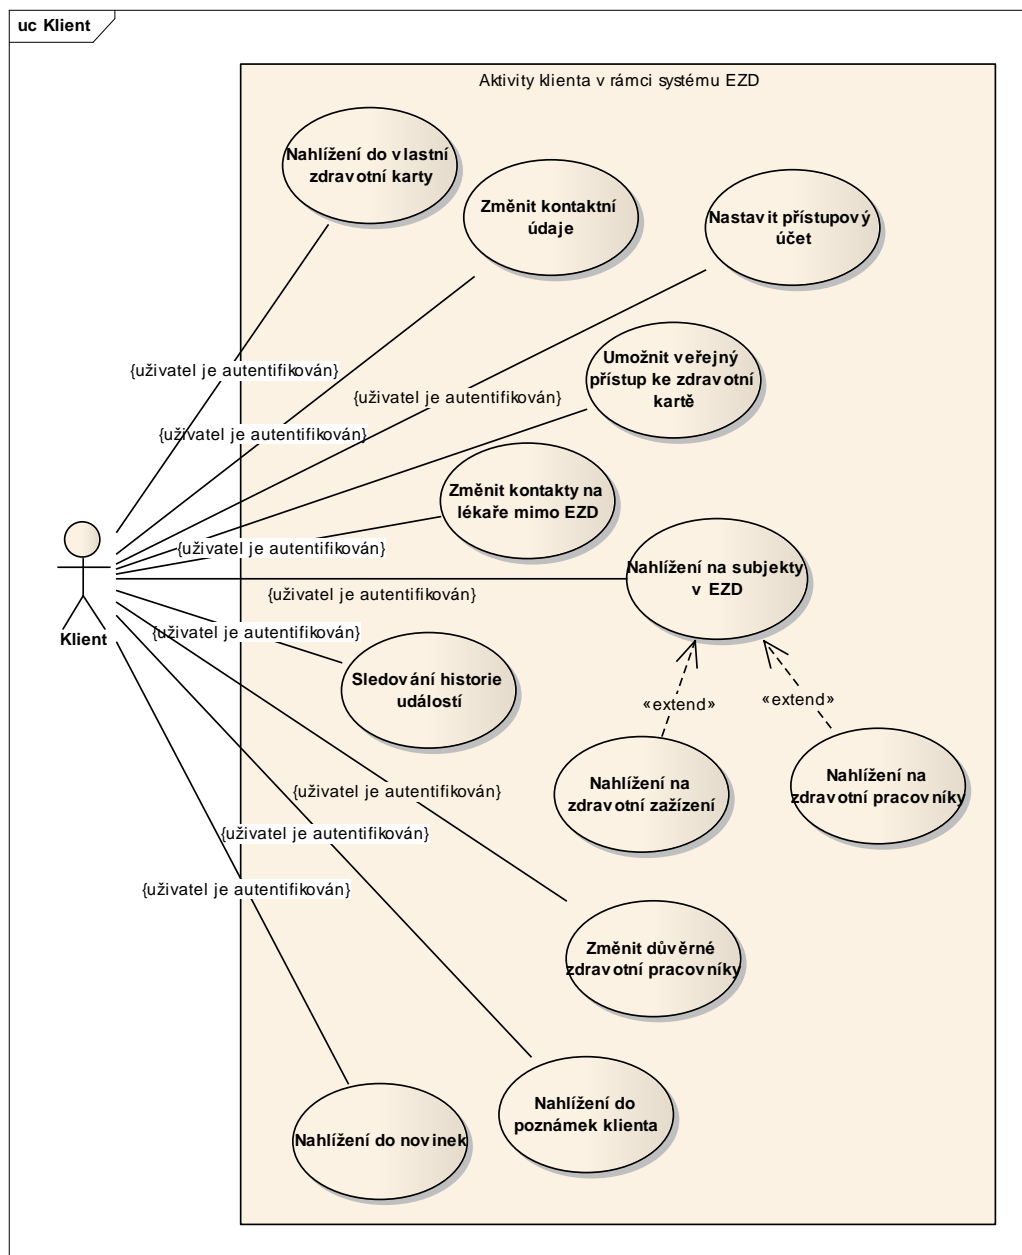 uc Klient
Aktivity klienta v rámci systému EZD
Nahlížení do vlastní
zdravotní karty
Změnit kontaktní
údaje
Nastavit přístupový
účet
Umožnit veřejný
přístup ke zdravotní
kartě
{uživatel je autentifikován}
{uživatel je autentifikován}
{uživatel je autentifikován}
Změnit kontakty na
lékaře mimo EZD
{uživatel je autentifikován}
Nahlížení na subjekty
v EZD
{uživatel je autentifikován}
Klient
{uživatel je autentifikován}
Sledování historie
událostí
«extend»
«extend»
Nahlížení na
zdravotní zažízení
Nahlížení na
zdravotní pracovníky
{uživatel je autentifikován}
{uživatel je autentifikován}
{uživatel je autentifikován}
Změnit důvěrné
zdravotní pracovníky
Nahlížení do
poznámek klienta
Nahlížení do novinek